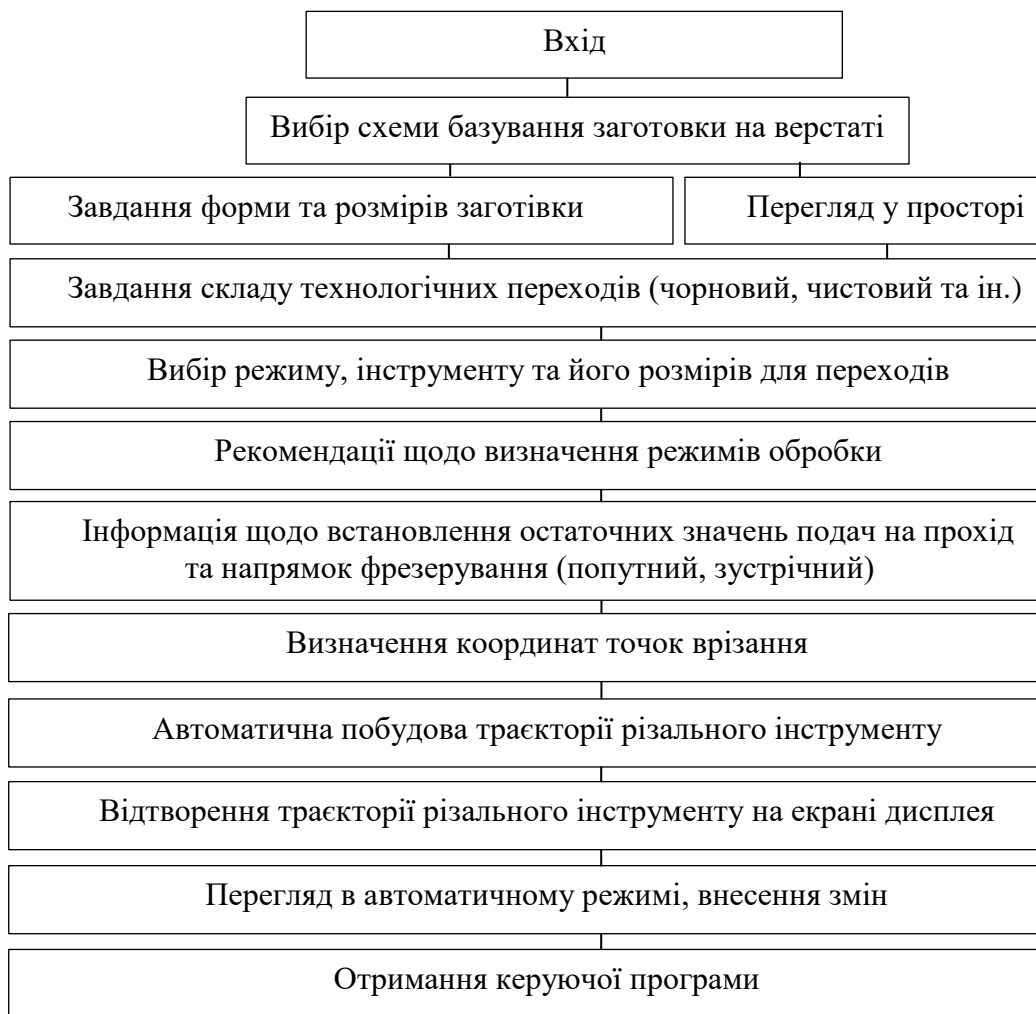 Вхід
Вибір схеми базування заготовки на верстаті
Завдання форми та розмірів заготівки
Перегляд у просторі
Завдання складу технологічних переходів (чорновий, чистовий та ін.)
Вибір режиму, інструменту та його розмірів для переходів
Рекомендації щодо визначення режимів обробки
Інформація щодо встановлення остаточних значень подач на прохід
та напрямок фрезерування (попутний, зустрічний)
Визначення координат точок врізання
Автоматична побудова траєкторії різального інструменту
Відтворення траєкторії різального інструменту на екрані дисплея
Перегляд в автоматичному режимі, внесення змін
Отримання керуючої програми